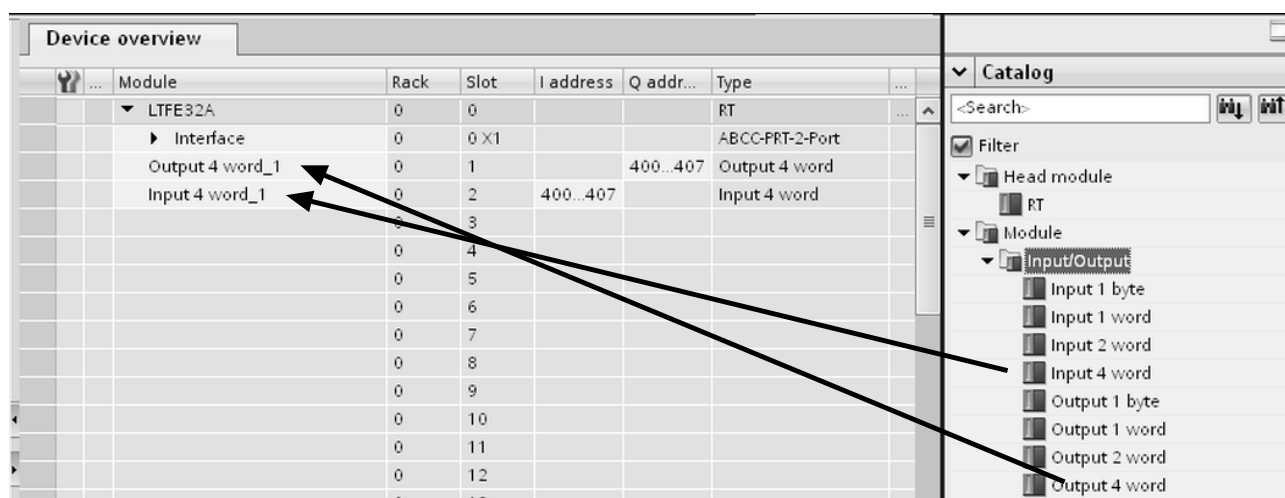 Device overview
... Module Rack Slot I address Q addr... Type ...
LTFE32A 0 0 RT ...
Interface 0 0 X1 ABCC-PRT-2-Port
Output 4 word_1 0 1 400...407 Output 4 word
Input 4 word_1 0 2 400...407 Input 4 word
0 3
0 4
0 5
0 6
0 7
0 8
0 9
0 10
0 11
0 12
Catalog
<Search>
Filter
Head module
RT
Module
Input/Output
Input 1 byte
Input 1 word
Input 2 word
Input 4 word
Output 1 byte
Output 1 word
Output 2 word
Output 4 word